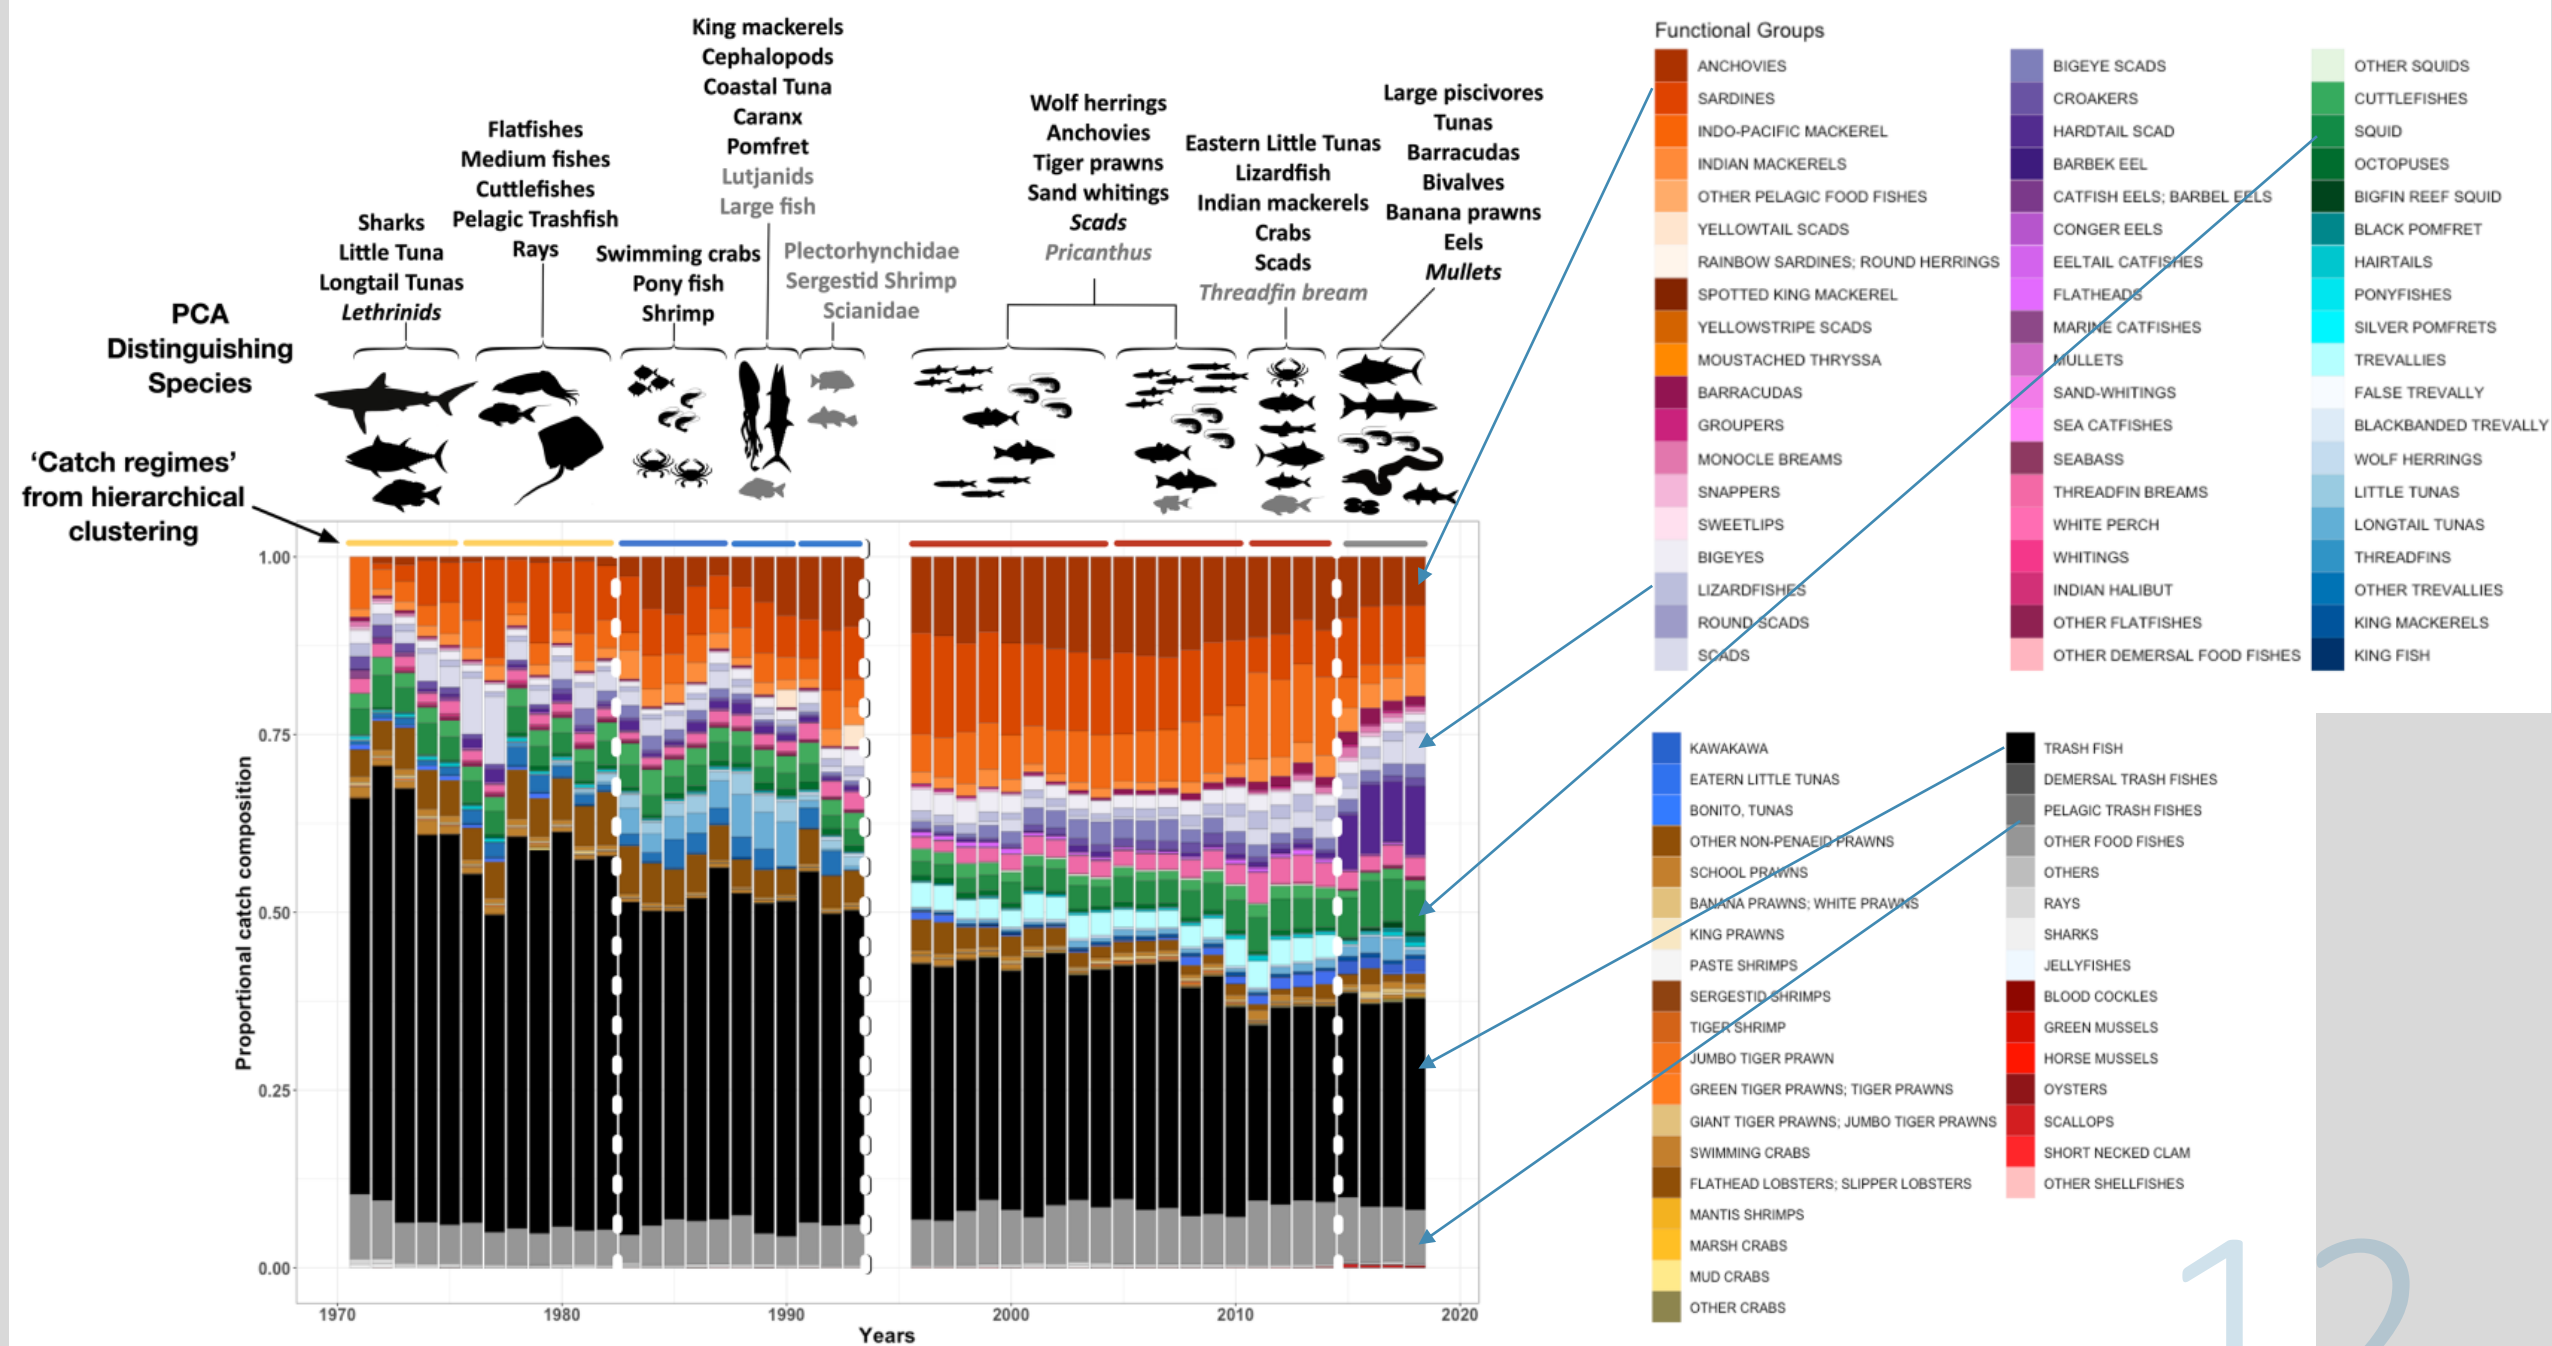 King mackerels
Cephalopods
Coastal Tuna
Caranx
Pomfret
Lutjanids
Large fish
Flatfishes
Medium fishes
Cuttlefishes
Pelagic Trashfish
Rays
Sharks
Little Tuna
Longtail Tunas
Lethrinids
Swimming crabs
Pony fish
Shrimp
Plectorhynchidae
Sergestid Shrimp
Scianidae
Wolf herrings
Anchovies
Tiger prawns
Sand whitings
Scads
Pricanthus
Eastern Little Tunas
Lizardfish
Indian mackerels
Crabs
Scads
Threadfin bream
Large piscivores
Tunas
Barracudas
Bivalves
Banana prawns
Eels
Mullets
PCA
Distinguishing
Species
‘Catch regimes’
from hierarchical
clustering
Proportional catch composition
1.00
0.75
0.50
0.25
0.00
1970
1980
1990
2000
2010
2020
Years
Functional Groups
ANCHOVIES
SARDINES
INDO-PACIFIC MACKEREL
INDIAN MACKERELS
OTHER PELAGIC FOOD FISHES
YELLOWTAIL SCADS
RAINBOW SARDINES; ROUND HERRINGS
SPOTTED KING MACKEREL
YELLOWSTRIPE SCADS
MOUSTACHED THRYSSA
BARRACUDAS
GROUPERS
MONOCLE BREAMS
SNAPPERS
SWEETLIPS
BIGEYES
LIZARDFISHES
ROUND SCADS
SCADS
BIGEYE SCADS
CROAKERS
HARDTAIL SCAD
BARBEK EEL
CATFISH EELS; BARBEL EELS
CONGER EELS
EELTAIL CATFISHES
FLATHEADS
MARINE CATFISHES
MULLETS
SAND-WHITINGS
SEA CATFISHES
SEABASS
THREADFIN BREAMS
WHITE PERCH
WHITINGS
INDIAN HALIBUT
OTHER FLATFISHES
OTHER DEMERSAL FOOD FISHES
OTHER SQUIDS
CUTTLEFISHES
SQUID
OCTOPUSES
BIGFIN REEF SQUID
BLACK POMFRET
HAIRTAILS
PONYFISHES
SILVER POMFRETS
TREVALLIES
FALSE TREVALLY
BLACKBANDED TREVALLY
WOLF HERRINGS
LITTLE TUNAS
LONGTAIL TUNAS
THREADFINS
OTHER TREVALLIES
KING MACKERELS
KING FISH
KAWAKAWA
EATERN LITTLE TUNAS
BONITO, TUNAS
OTHER NON-PENAEID PRAWNS
SCHOOL PRAWNS
BANANA PRAWNS; WHITE PRAWNS
KING PRAWNS
PASTE SHRIMPS
SERGESTID SHRIMPS
TIGER SHRIMP
JUMBO TIGER PRAWN
GREEN TIGER PRAWNS; TIGER PRAWNS
GIANT TIGER PRAWNS; JUMBO TIGER PRAWNS
SWIMMING CRABS
FLATHEAD LOBSTERS; SLIPPER LOBSTERS
MANTIS SHRIMPS
MARSH CRABS
MUD CRABS
OTHER CRABS
TRASH FISH
DEMERSAL TRASH FISHES
PELAGIC TRASH FISHES
OTHER FOOD FISHES
OTHERS
RAYS
SHARKS
JELLYFISHES
BLOOD COCKLES
GREEN MUSSELS
HORSE MUSSELS
OYSTERS
SCALLOPS
SHORT NECKED CLAM
OTHER SHELLFISHES
12